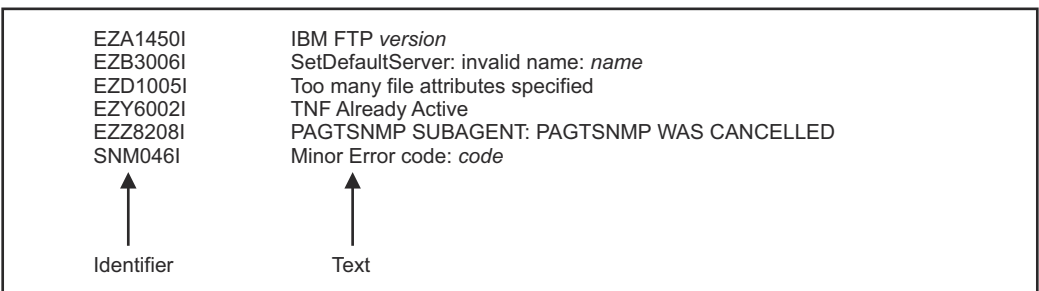 EZA1450I IBM FTP version
EZB3006I SetDefaultServer: invalid name: name
EZD1005I Too many file attributes specified
EZY6002I TNF Already Active
EZZ8208I PAGTSNMP SUBAGENT: PAGTSNMP WAS CANCELLED
SNM046I Minor Error code: code
Identifier Text